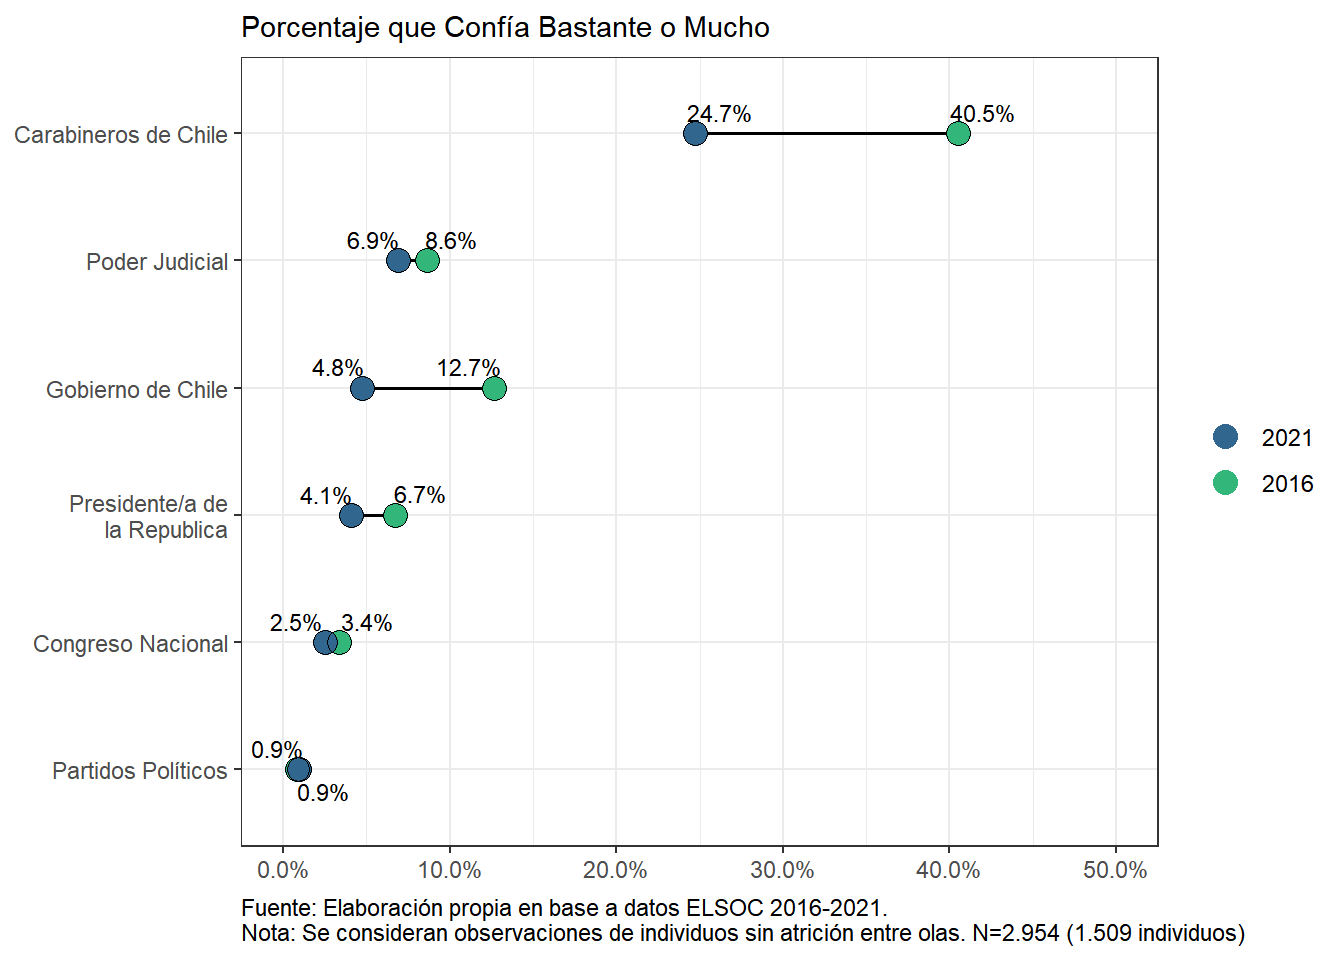 Porcentaje que Confía Bastante o Mucho
Carabineros de Chile
24.7%
40.5%
Poder Judicial
6.9%
8.6%
Gobierno de Chile
4.8%
12.7%
Presidente/a de
la Republica
4.1%
6.7%
Congreso Nacional
2.5%
3.4%
Partidos Políticos
0.9%
0.9%
2021
2016
0.0%
10.0%
20.0%
30.0%
40.0%
50.0%
Fuente: Elaboración propia en base a datos ELSOC 2016-2021.
Nota: Se consideran observaciones de individuos sin atrición entre olas. N=2.954 (1.509 individuos)